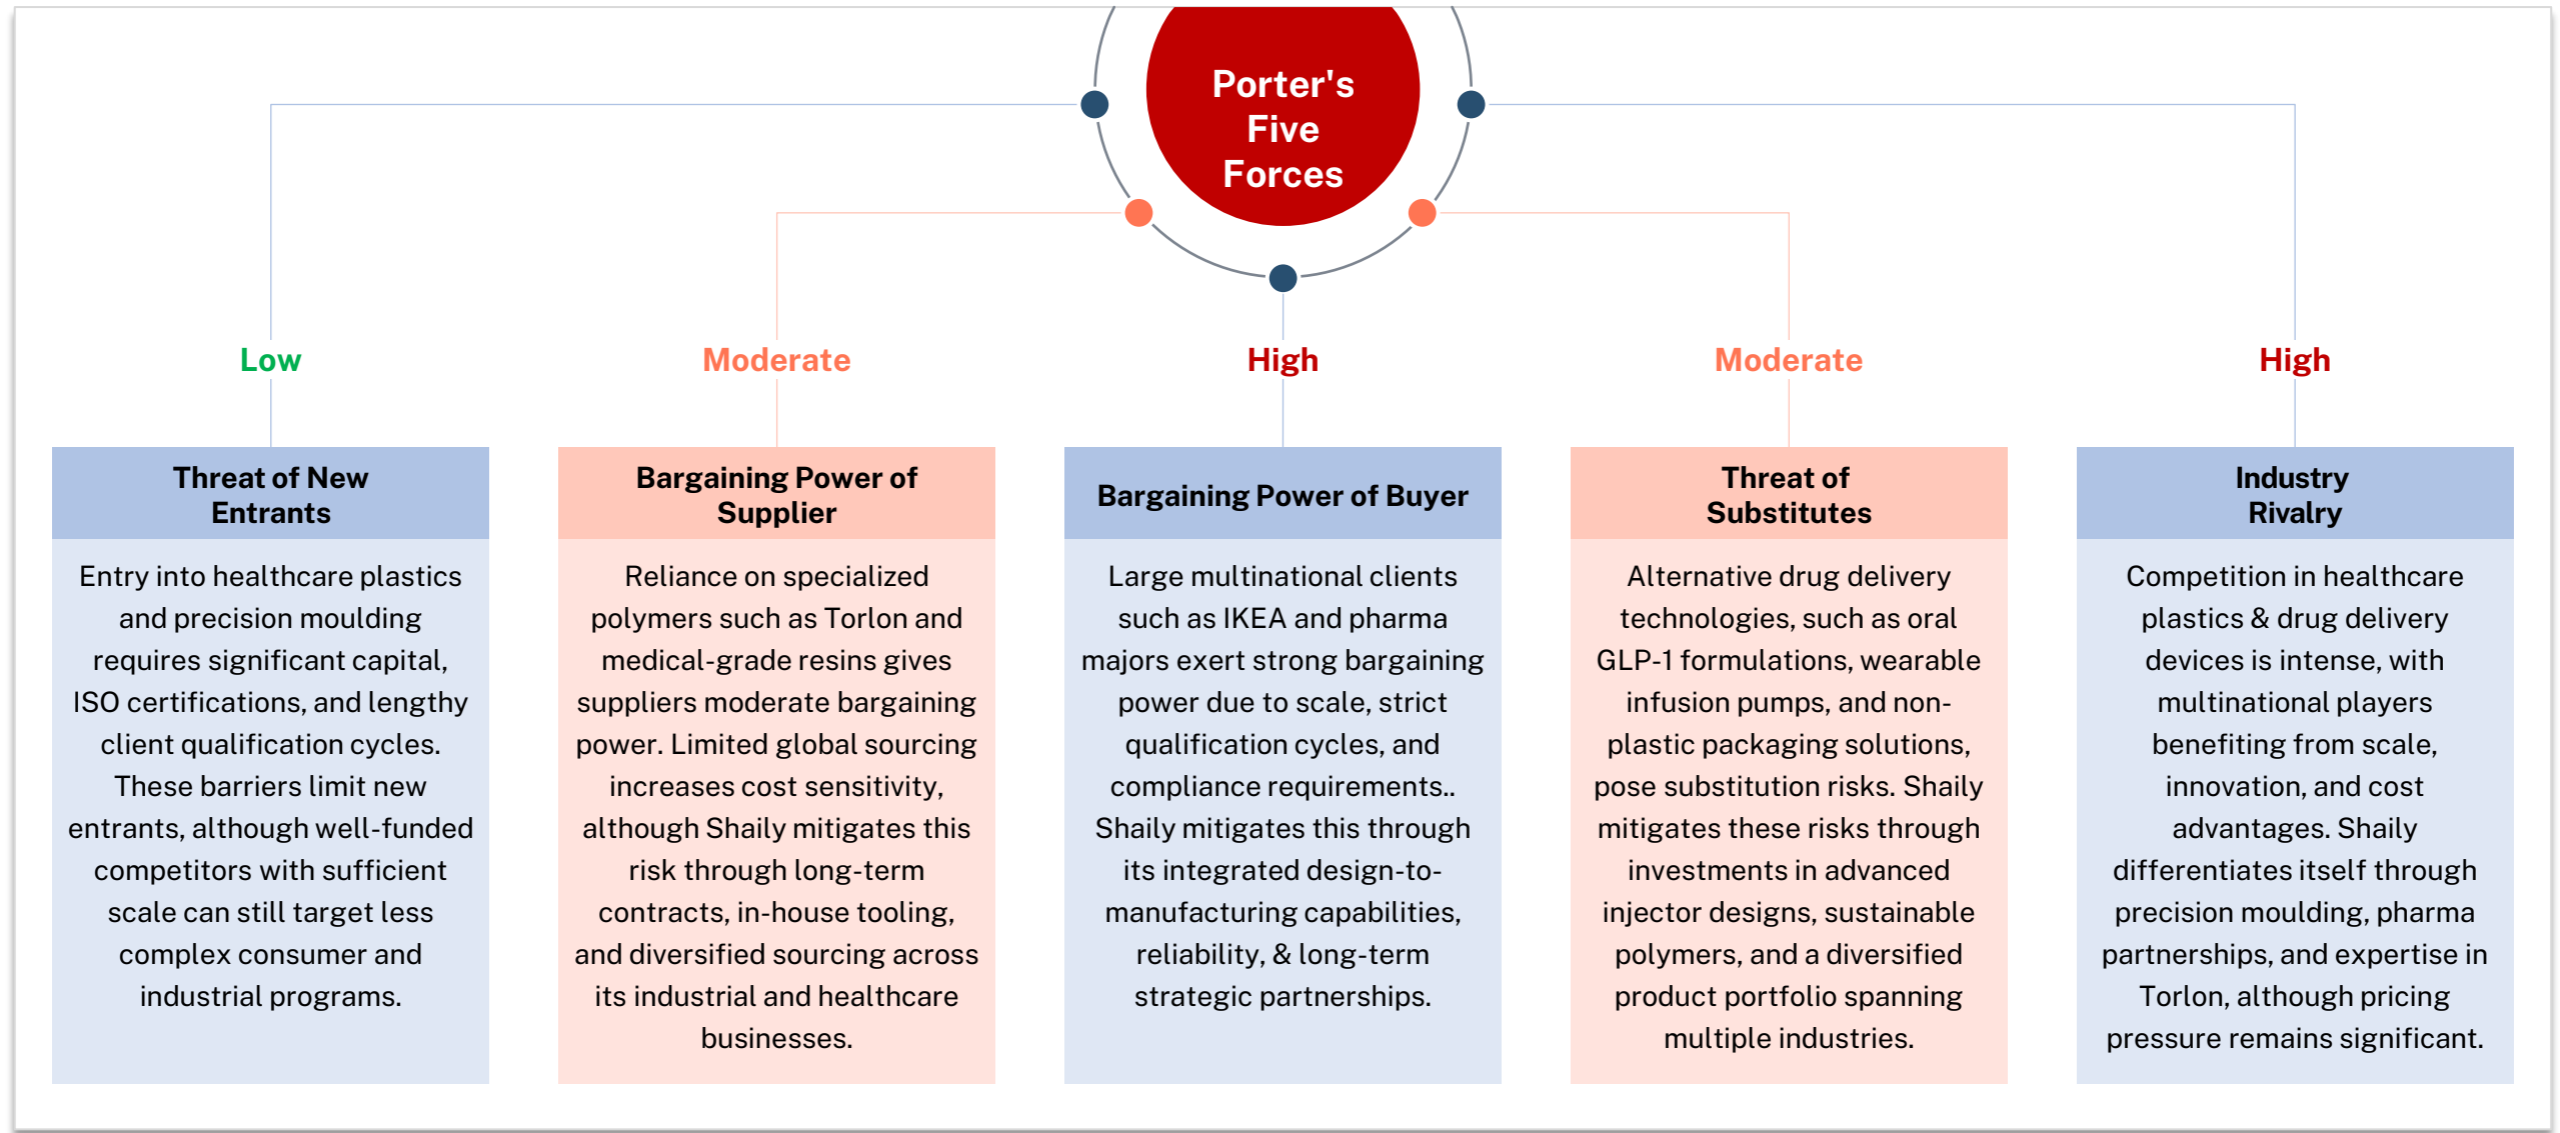 Porter's
Five
Forces
Low
Moderate
High
Moderate
High
Threat of New
Entrants
Entry into healthcare plastics
and precision moulding
requires significant capital,
ISO certifications, and lengthy
client qualification cycles.
These barriers limit new
entrants, although well-funded
competitors with sufficient
scale can still target less
complex consumer and
industrial programs.
Bargaining Power of
Supplier
Reliance on specialized
polymers such as Torlon and
medical-grade resins gives
suppliers moderate bargaining
power. Limited global sourcing
increases cost sensitivity,
although Shaily mitigates this
risk through long-term
contracts, in-house tooling,
and diversified sourcing across
its industrial and healthcare
businesses.
Bargaining Power of Buyer
Large multinational clients
such as IKEA and pharma
majors exert strong bargaining
power due to scale, strict
qualification cycles, and
compliance requirements..
Shaily mitigates this through
its integrated design-to-
manufacturing capabilities,
reliability, & long-term
strategic partnerships.
Threat of
Substitutes
Alternative drug delivery
technologies, such as oral
GLP-1 formulations, wearable
infusion pumps, and non-
plastic packaging solutions,
pose substitution risks. Shaily
mitigates these risks through
investments in advanced
injector designs, sustainable
polymers, and a diversified
product portfolio spanning
multiple industries.
Industry
Rivalry
Competition in healthcare
plastics & drug delivery
devices is intense, with
multinational players
benefiting from scale,
innovation, and cost
advantages. Shaily
differentiates itself through
precision moulding, pharma
partnerships, and expertise in
Torlon, although pricing
pressure remains significant.